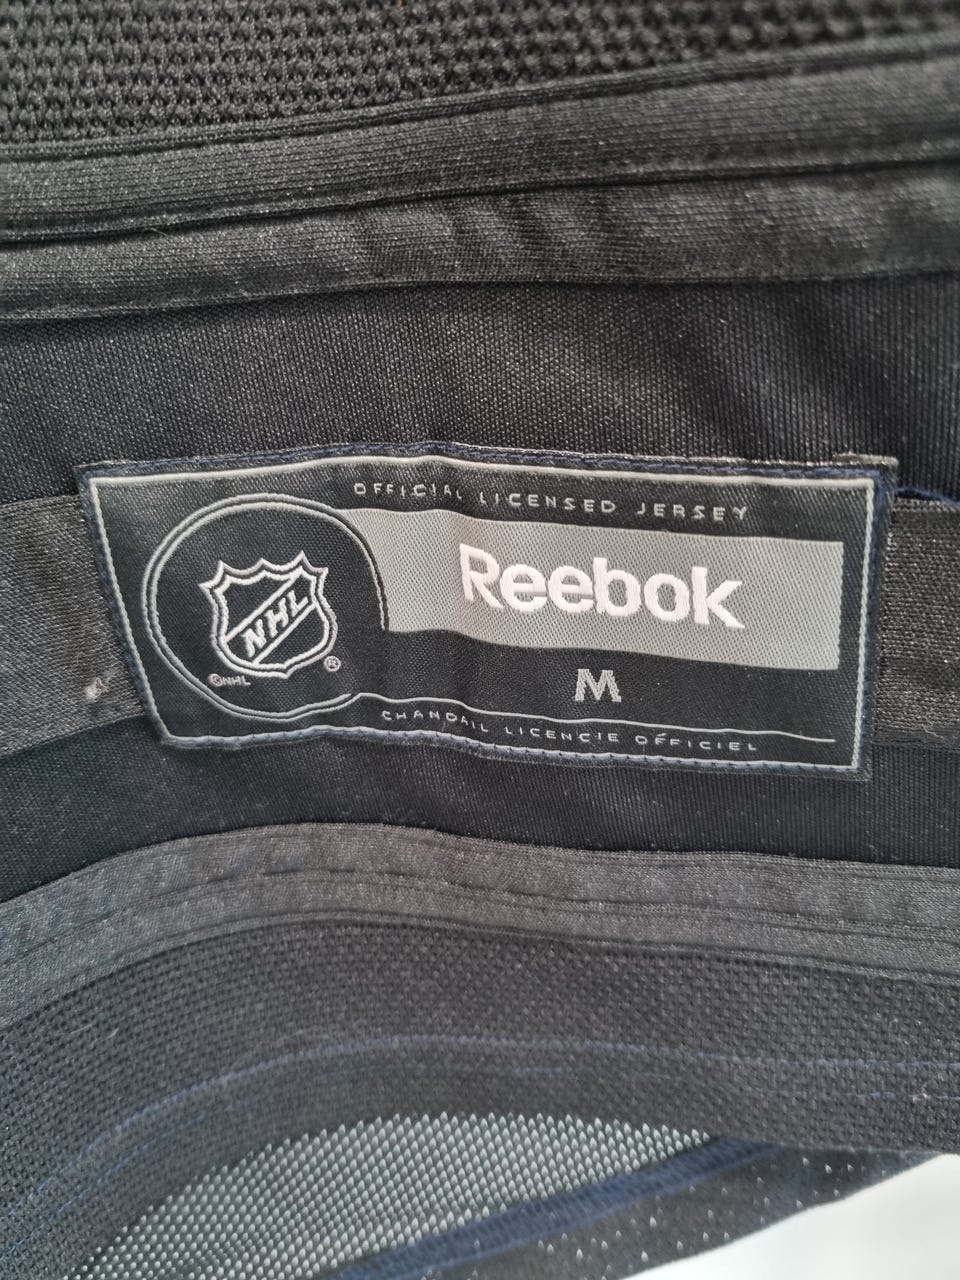 OFFICIAL LICENSED JERSEY
Reebok
NHL
®
©NHL
M
CHANDAIL LICENCIE OFFICIEL